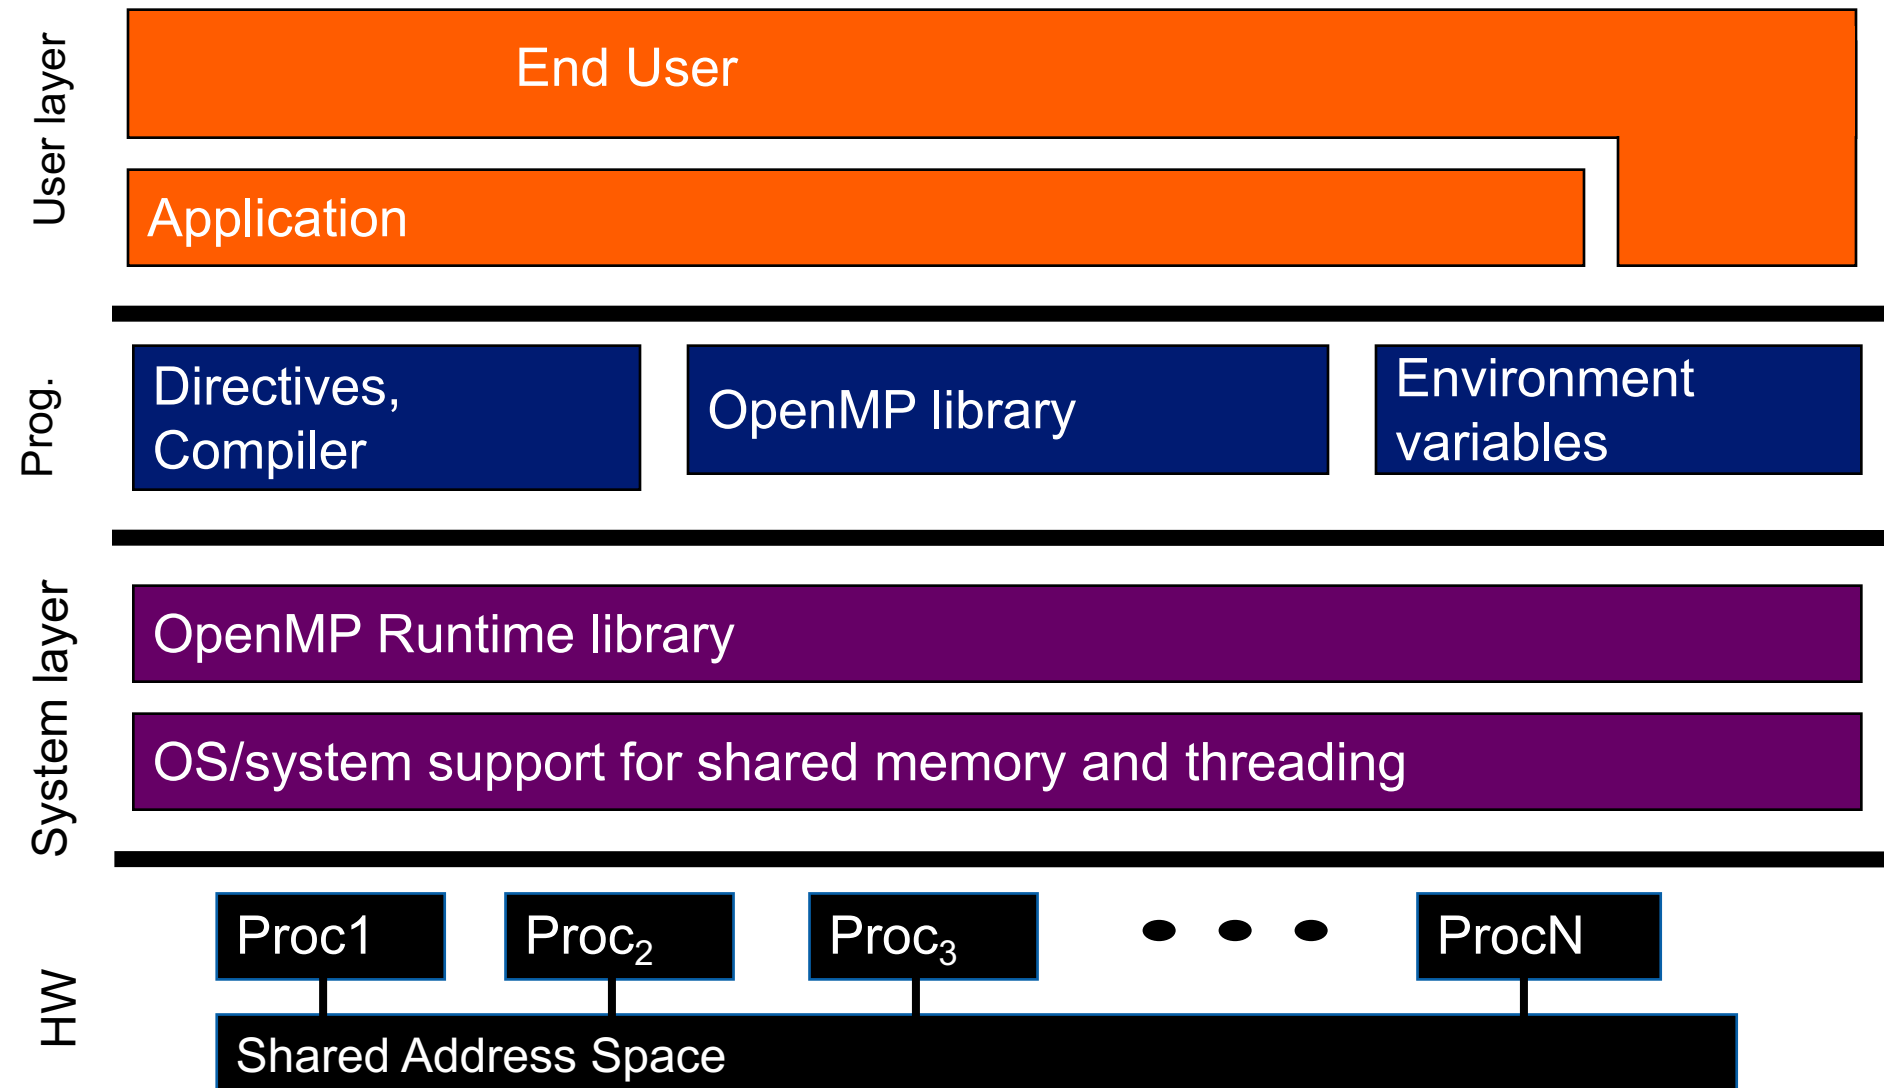 User layer
End User
Application
Prog.
Directives,
Compiler
OpenMP library
Environment
variables
System layer
OpenMP Runtime library
OS/system support for shared memory and threading
HW
Proc1
Proc₂
Proc₃
• • •
ProcN
Shared Address Space